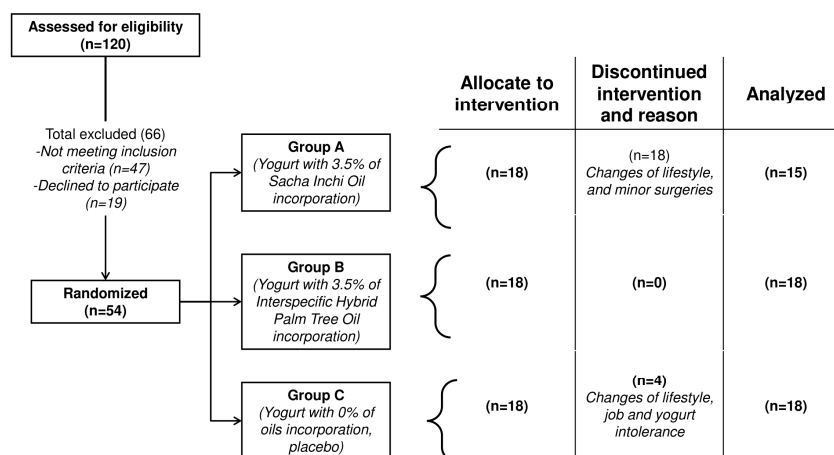 Assessed for eligibility
(n=120)
Total excluded (66)
-Not meeting inclusion
criteria (n=47)
-Declined to participate
(n=19)
Randomized
(n=54)
Group A
(Yogurt with 3.5% of
Sacha Inchi Oil
incorporation)
Group B
(Yogurt with 3.5% of
Interspecific Hybrid
Palm Tree Oil
incorporation)
Group C
(Yogurt with 0% of
oils incorporation,
placebo)
Allocate to
intervention
Discontinued
intervention
and reason
Analyzed
(n=18)
(n=18)
Changes of lifestyle,
and minor surgeries
(n=15)
(n=18)
(n=0)
(n=18)
(n=18)
(n=4)
Changes of lifestyle,
job and yogurt
intolerance
(n=18)